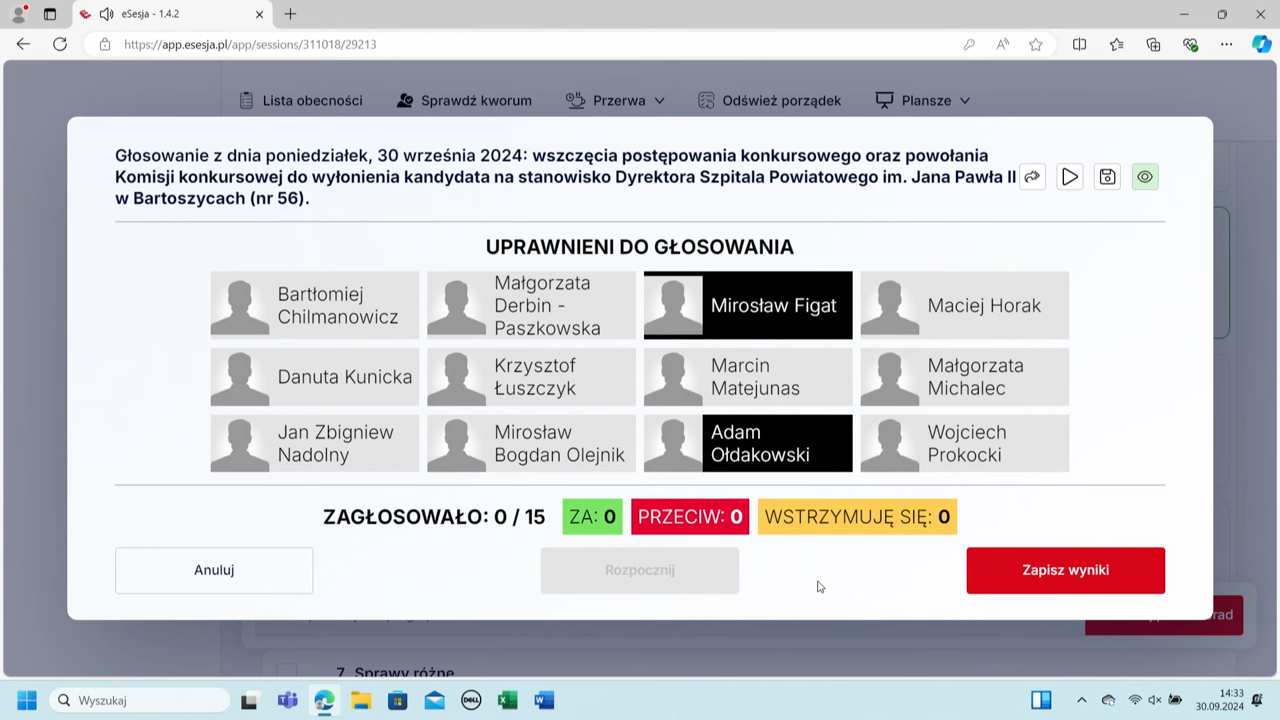 eSesja - 1.4.2
https://app.esesja.pl/app/sessions/311018/29213
Lista obecności
Sprawdź kworum
Przerwa
Odśwież porządek
Plansze
Głosowanie z dnia poniedziałek, 30 września 2024: wszczęcia postępowania konkursowego oraz powołania
Komisji konkursowej do wyłonienia kandydata na stanowisko Dyrektora Szpitala Powiatowego im. Jana Pawła II
w Bartoszycach (nr 56).
UPRAWNIENI DO GŁOSOWANIA
Bartłomiej
Chilmanowicz
Małgorzata
Derbin -
Paszkowska
Mirosław Figat
Maciej Horak
Danuta Kunicka
Krzysztof
Łuszczyk
Marcin
Matejunas
Małgorzata
Michalec
Jan Zbigniew
Nadolny
Mirosław
Bogdan Olejnik
Adam
Ołdakowski
Wojciech
Prokocki
ZAGŁOSOWAŁO: 0 / 15
ZA: 0
PRZECIW: 0
WSTRZYMUJĘ SIĘ: 0
Anuluj
Rozpocznij
Zapisz wyniki
rad
7. Sprawy różne
Wyszukaj
DELL
14:33
30.09.2024